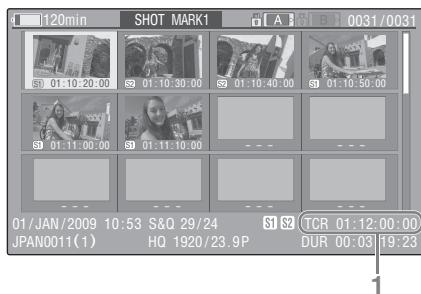 120min SHOT MARK1 A B 0031/0031
S1 01:10:20:00 S2 01:10:30:00 S2 01:10:40:00 S1 01:10:50:00
S1 01:11:00:00 S1 01:11:10:00 - - - - - -
- - - - - - - - - - - -
01/JAN/2009 10:53 S&Q 29/24 S1 S2 TCR 01:12:00:00
JPAN0011(1) HQ 1920/23.9P DUR 00:03:19:23
1